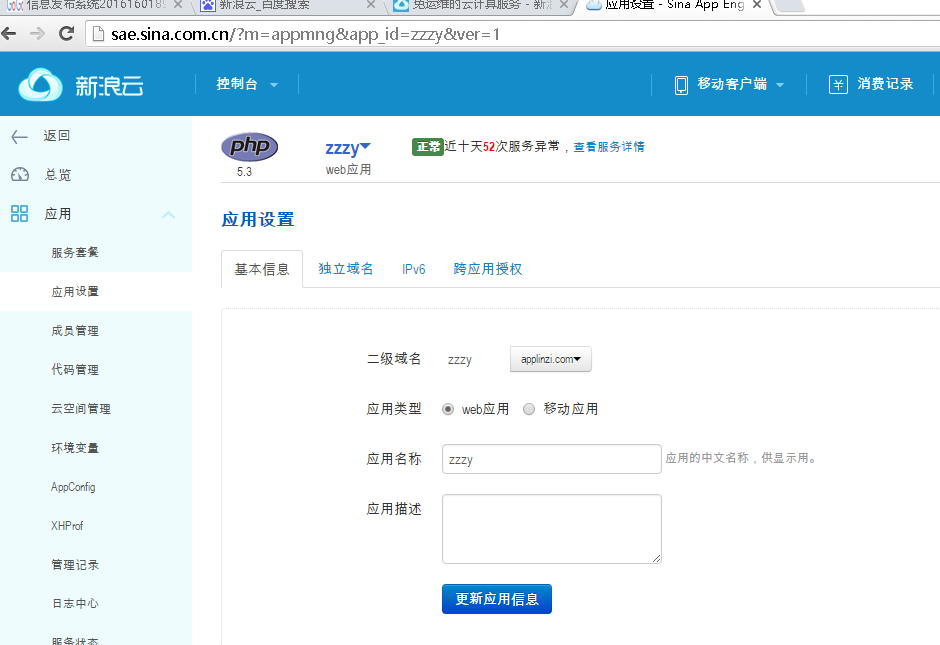 信息发布系统2016160189
新浪云_百度搜索
免运维的云计算服务 - 新浪
应用设置 - Sina App Eng
sae.sina.com.cn/?m=appmng&app_id=zzzy&ver=1
新浪云
控制台
移动客户端
¥ 消费记录
返回
总览
应用
服务套餐
应用设置
成员管理
代码管理
云空间管理
环境变量
AppConfig
XHProf
管理记录
日志中心
服务状态
php
5.3
zzzy
web应用
正常 近十天52次服务异常，查看服务详情
应用设置
基本信息 独立域名 IPv6 跨应用授权
二级域名 zzzy applinzi.com
应用类型 web应用 移动应用
应用名称 zzzy 应用的中文名称，供显示用。
应用描述
更新应用信息